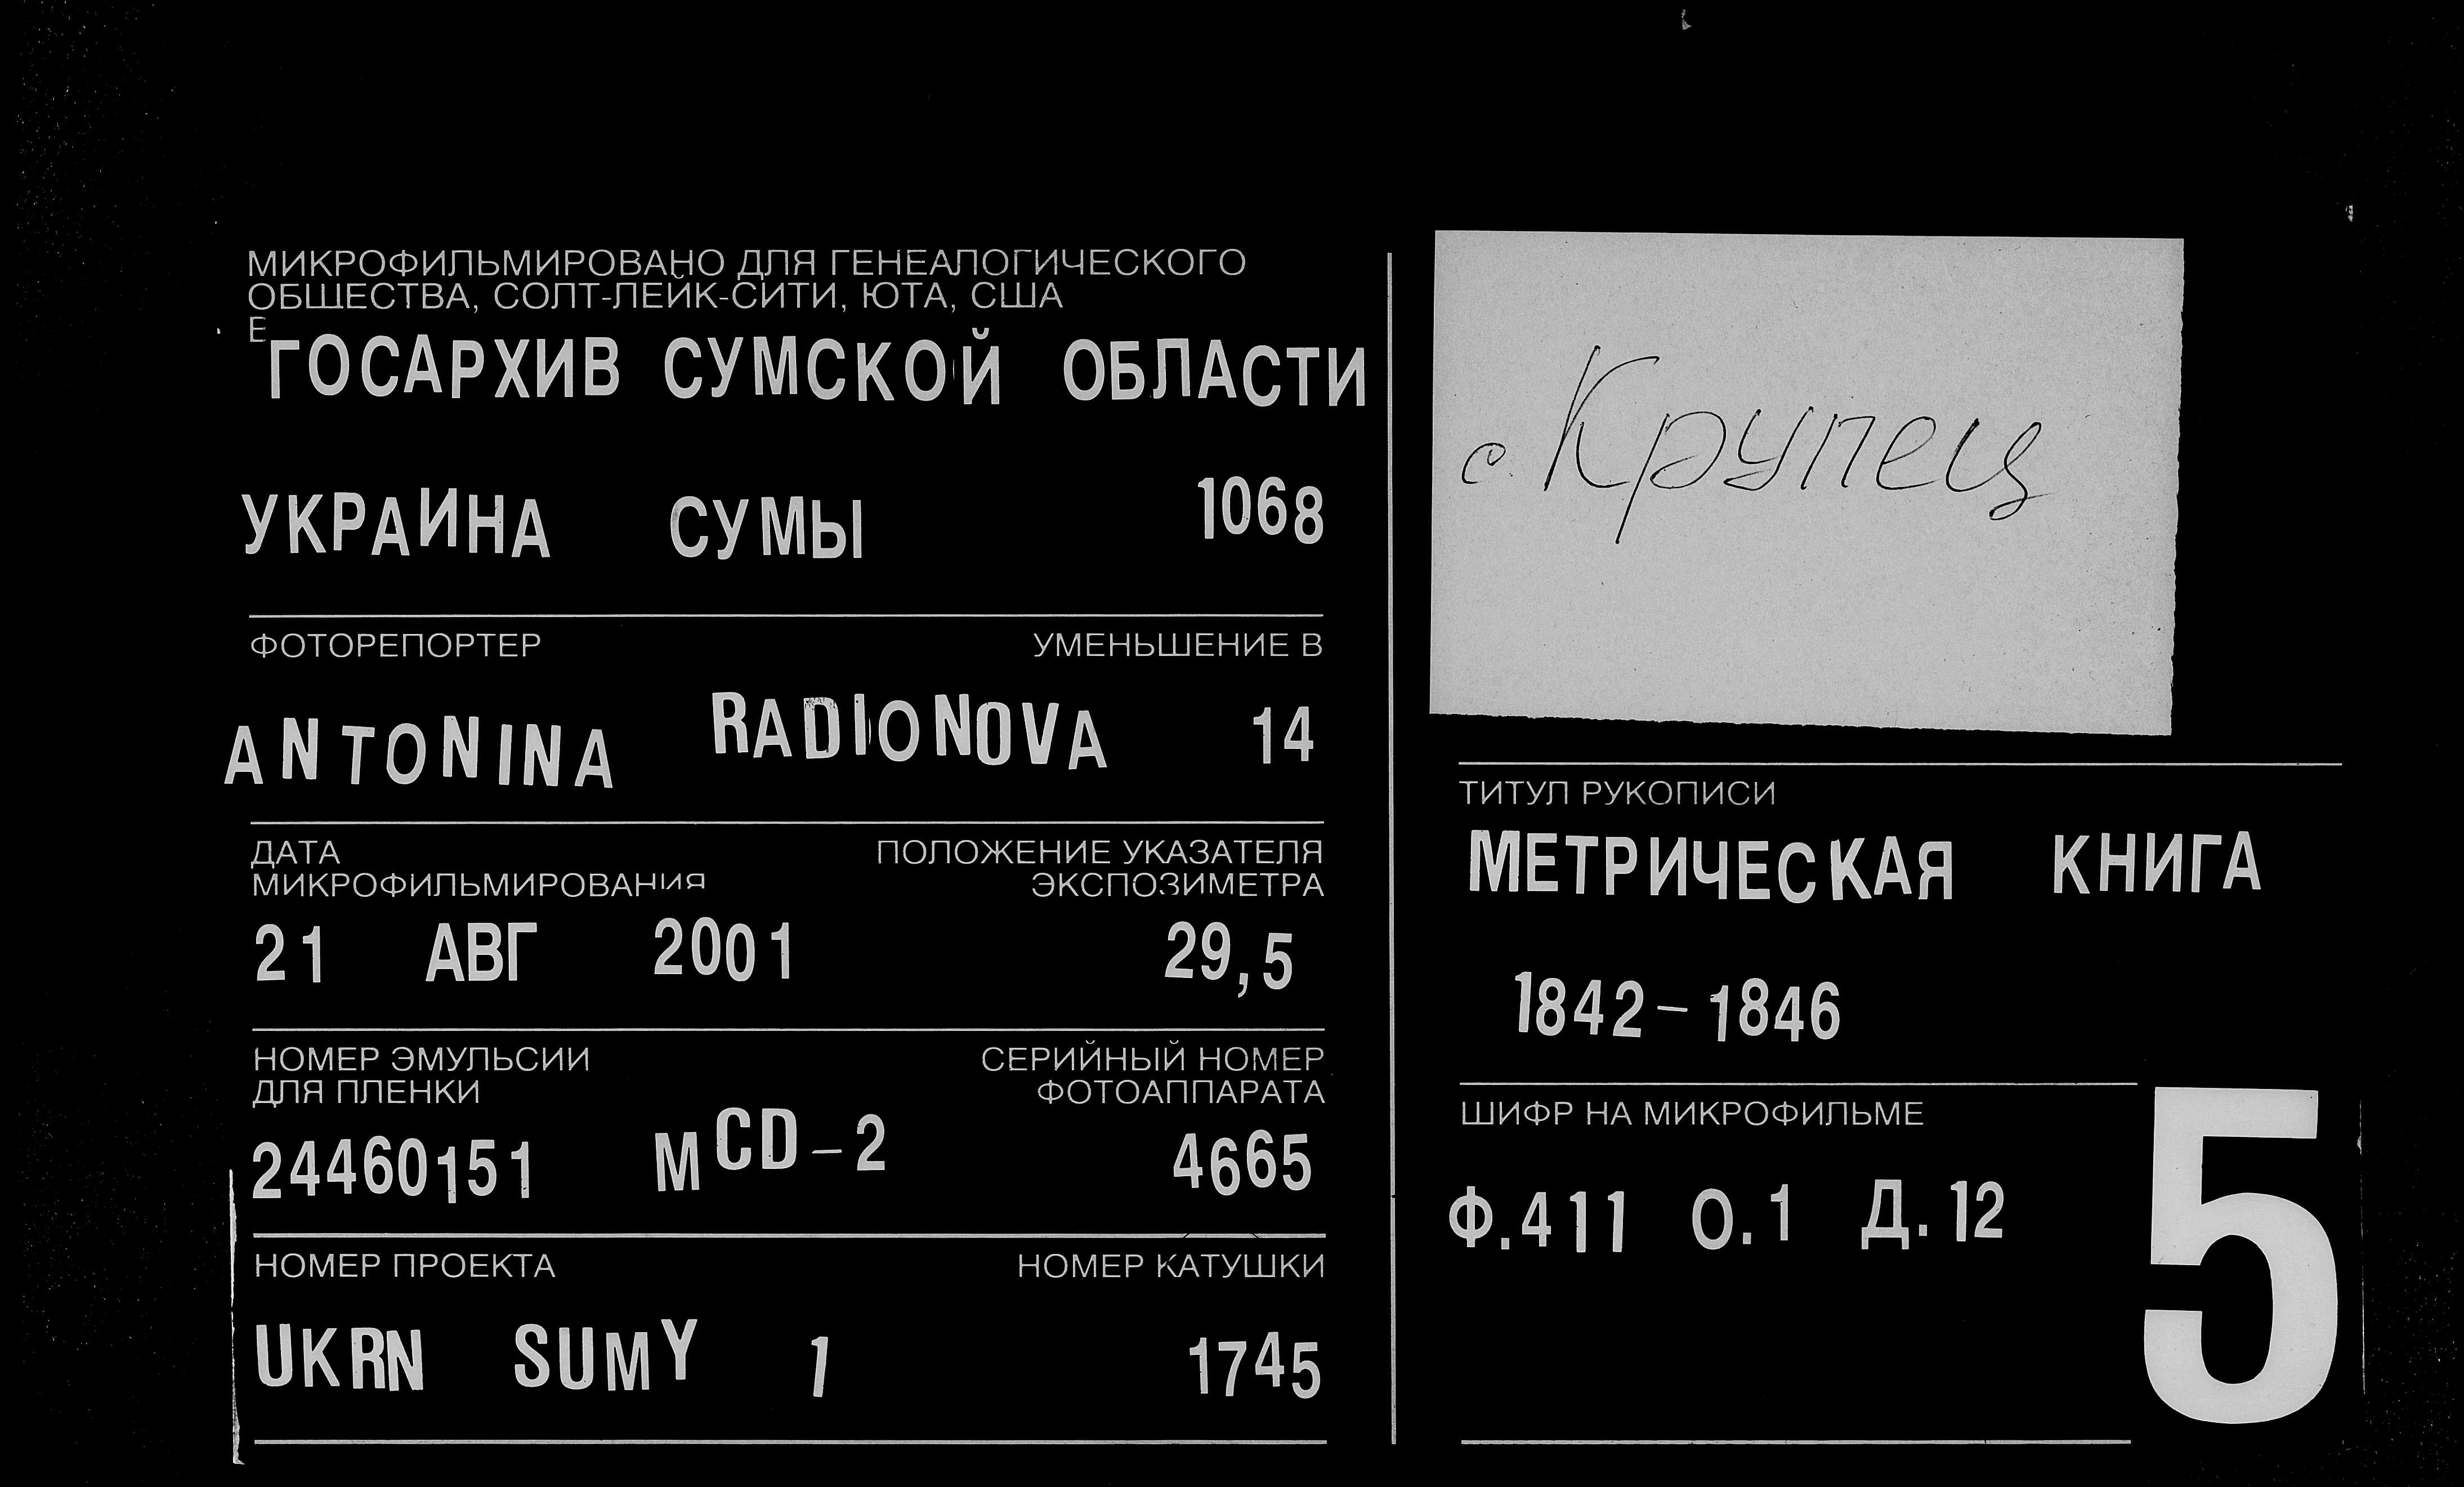 МИКРОФИЛЬМИРОВАНО ДЛЯ ГЕНЕАЛОГИЧЕСКОГО
ОБЩЕСТВА, СОЛТ-ЛЕЙК-СИТИ, ЮТА, США
Е
ГОСАРХИВ СУМСКОЙ ОБЛАСТИ
УКРАИНА СУМЫ 1068
ФОТОРЕПОРТЕР УМЕНЬШЕНИЕ В
ANTONINA RADIONOVA 14
ДАТА ПОЛОЖЕНИЕ УКАЗАТЕЛЯ
МИКРОФИЛЬМИРОВАНИЯ ЭКСПОЗИМЕТРА
21 АВГ 2001 29,5
НОМЕР ЭМУЛЬСИИ СЕРИЙНЫЙ НОМЕР
ДЛЯ ПЛЕНКИ ФОТОАППАРАТА
24460151 MCD-2 4665
НОМЕР ПРОЕКТА НОМЕР КАТУШКИ
UKRN SUMY 1 1745
с. Крупец
ТИТУЛ РУКОПИСИ
МЕТРИЧЕСКАЯ КНИГА
1842-1846
ШИФР НА МИКРОФИЛЬМЕ
Ф.411 О.1 Д.12
5